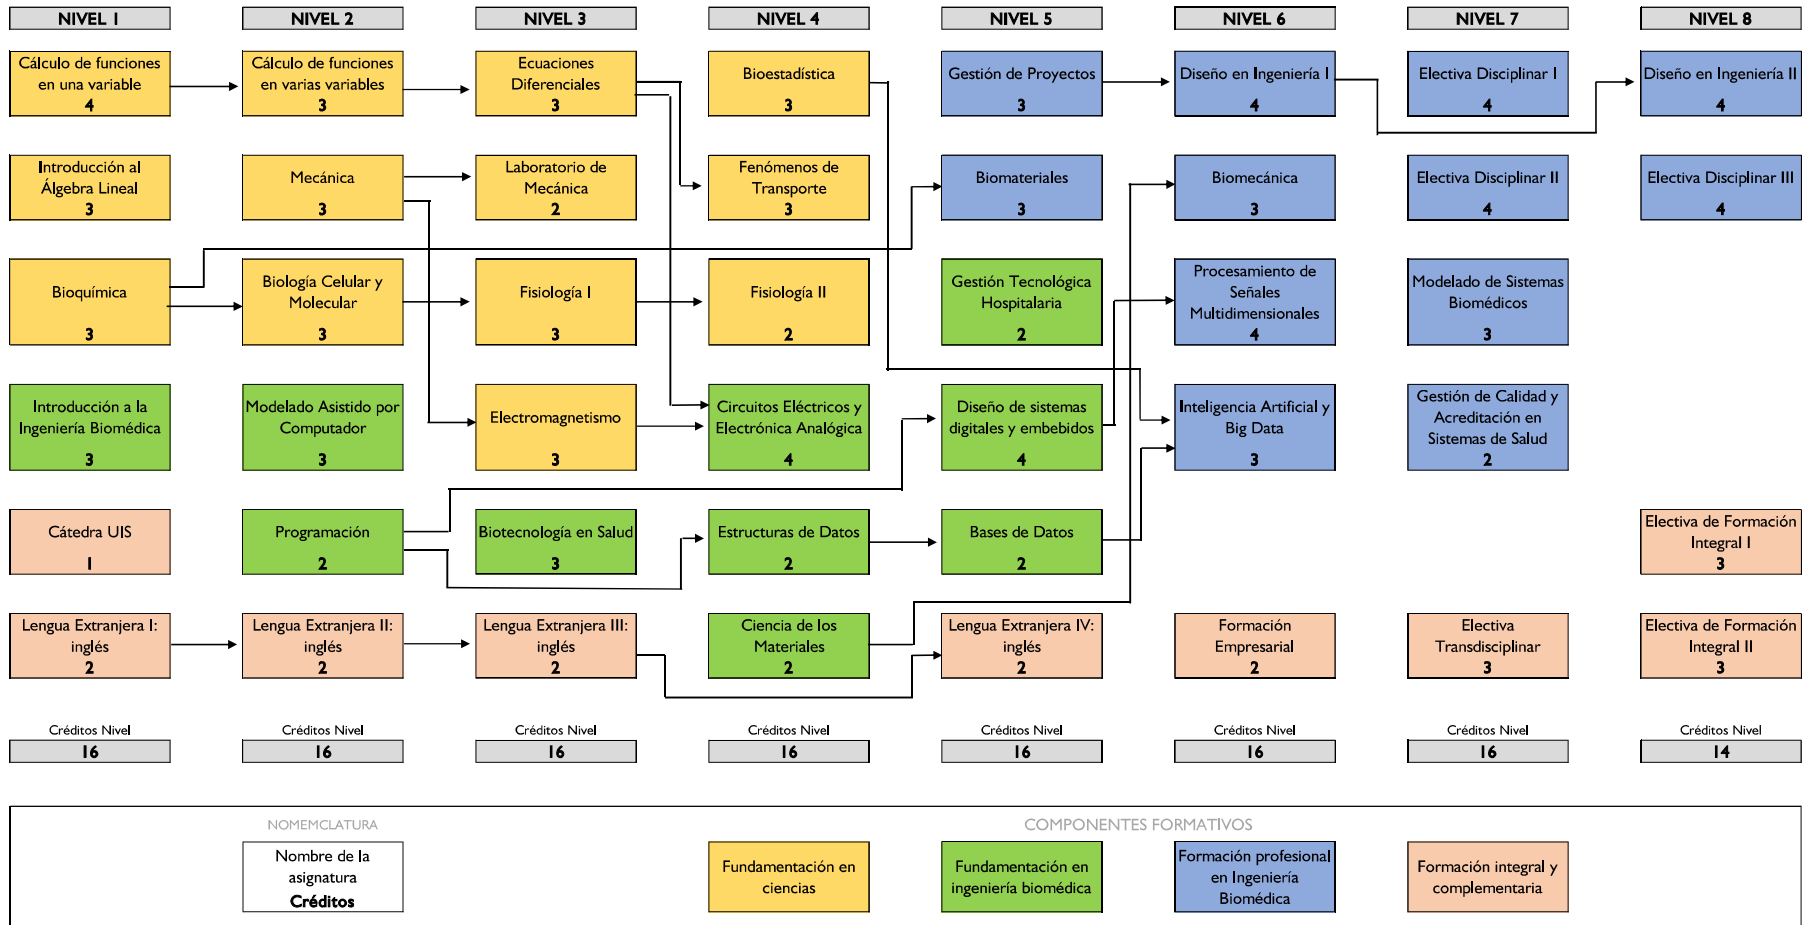 NIVEL 1
NIVEL 2
NIVEL 3
NIVEL 4
NIVEL 5
NIVEL 6
NIVEL 7
NIVEL 8
Cálculo de funciones
en una variable
4
Cálculo de funciones
en varias variables
3
Ecuaciones
Diferenciales
3
Bioestadística
3
Gestión de Proyectos
3
Diseño en Ingeniería I
4
Electiva Disciplinar I
4
Diseño en Ingeniería II
4
Introducción al
Álgebra Lineal
3
Mecánica
3
Laboratorio de
Mecánica
2
Fenómenos de
Transporte
3
Biomateriales
3
Biomecánica
3
Electiva Disciplinar II
4
Electiva Disciplinar III
4
Bioquímica
3
Biología Celular y
Molecular
3
Fisiología I
3
Fisiología II
2
Gestión Tecnológica
Hospitalaria
2
Procesamiento de
Señales
Multidimensionales
4
Modelado de Sistemas
Biomédicos
3
Introducción a la
Ingeniería Biomédica
3
Modelado Asistido por
Computador
3
Electromagnetismo
3
Circuitos Eléctricos y
Electrónica Analógica
4
Diseño de sistemas
digitales y embebidos
4
Inteligencia Artificial y
Big Data
3
Gestión de Calidad y
Acreditación en
Sistemas de Salud
2
Cátedra UIS
1
Programación
2
Biotecnología en Salud
3
Estructuras de Datos
2
Bases de Datos
2
Electiva de Formación
Integral I
3
Lengua Extranjera I:
inglés
2
Lengua Extranjera II:
inglés
2
Lengua Extranjera III:
inglés
2
Ciencia de los
Materiales
2
Lengua Extranjera IV:
inglés
2
Formación
Empresarial
2
Electiva
Transdisciplinar
3
Electiva de Formación
Integral II
3
Créditos Nivel
16
Créditos Nivel
16
Créditos Nivel
16
Créditos Nivel
16
Créditos Nivel
16
Créditos Nivel
16
Créditos Nivel
16
Créditos Nivel
14
NOMEMCLATURA
COMPONENTES FORMATIVOS
Nombre de la
asignatura
Créditos
Fundamentación en
ciencias
Fundamentación en
ingeniería biomédica
Formación profesional
en Ingeniería
Biomédica
Formación integral y
complementaria